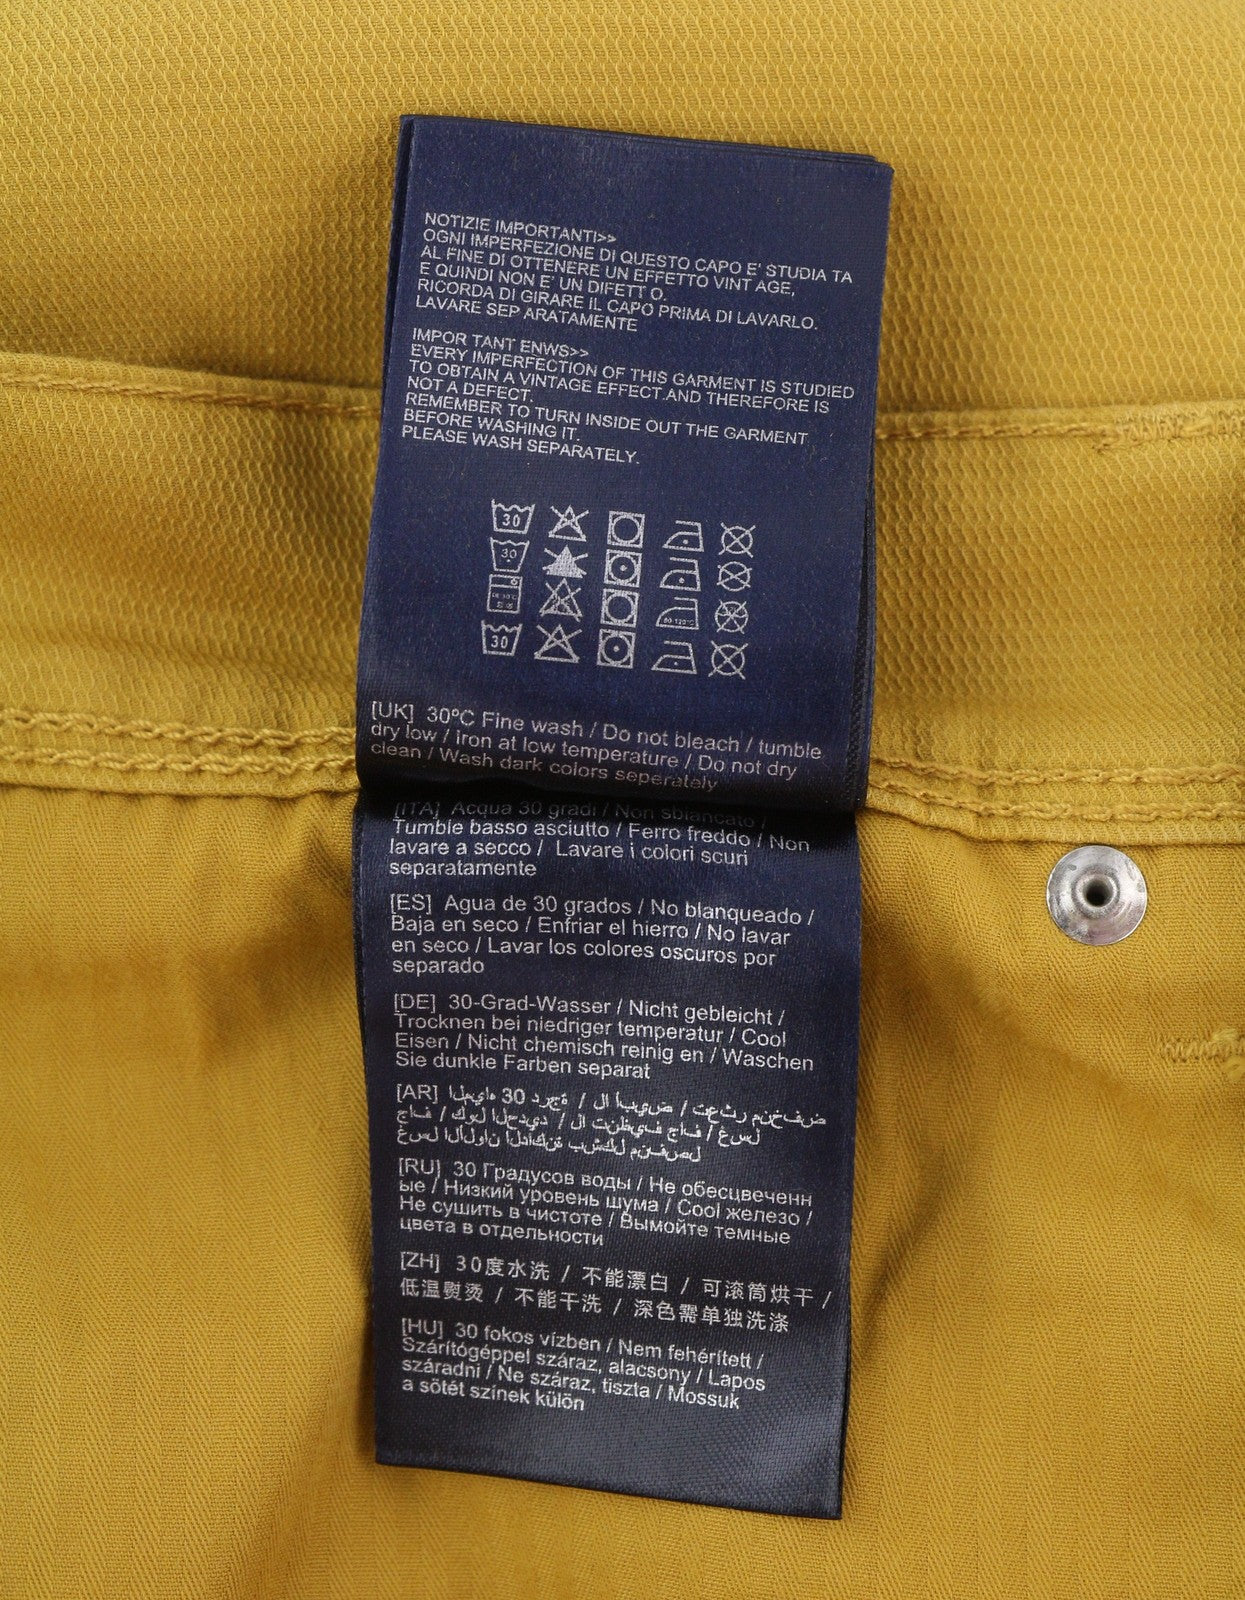 NOTIZIE IMPORTANTI>>
OGNI IMPERFEZIONE DI QUESTO CAPO E' STUDIA TA
AL FINE DI OTTENERE UN EFFETTO VINT AGE,
E QUINDI NON E' UN DIFETT O.
RICORDA DI GIRARE IL CAPO PRIMA DI LAVARLO.
LAVARE SEP ARATAMENTE
IMPOR TANT ENWS>>
EVERY IMPERFECTION OF THIS GARMENT IS STUDIED
TO OBTAIN A VINTAGE EFFECT.AND THEREFORE IS
NOT A DEFECT.
REMEMBER TO TURN INSIDE OUT THE GARMENT
BEFORE WASHING IT.
PLEASE WASH SEPARATELY.
30
30
30
[UK] 30ºC Fine wash / Do not bleach / tumble
dry low / Iron at low temperature / Do not dry
clean / Wash dark colors seperately
[ITA] Acqua 30 gradi / Non sbiancato /
Tumble basso asciutto / Ferro freddo / Non
lavare a secco / Lavare i colori scuri
separatamente
[ES] Agua de 30 grados / No blanqueado /
Baja en seco / Enfriar el hierro / No lavar
en seco / Lavar los colores oscuros por
separado
[DE] 30-Grad-Wasser / Nicht gebleicht /
Trocknen bei niedriger temperatur / Cool
Eisen / Nicht chemisch reinig en / Waschen
Sie dunkle Farben separat
[AR] المياه 30 درجة / لا أبيض / تعثر منخفض
جاف / كول الحديد / لا تنظيف جاف / غسل
غسل الألوان الداكنة بشكل منفصل
[RU] 30 Градусов воды / Не обесцвеченн
ые / Низкий уровень шума / Cool железо /
Не сушить в чистоте / Вымойте темные
цвета в отдельности
[ZH] 30度水洗 / 不能漂白 / 可滚筒烘干 /
低温熨烫 / 不能干洗 / 深色需单独洗涤
[HU] 30 fokos vízben / Nem fehérített /
Szárítógéppel száraz, alacsony / Lapos
száradni / Ne száraz, tiszta / Mossuk
a sötét színek külön